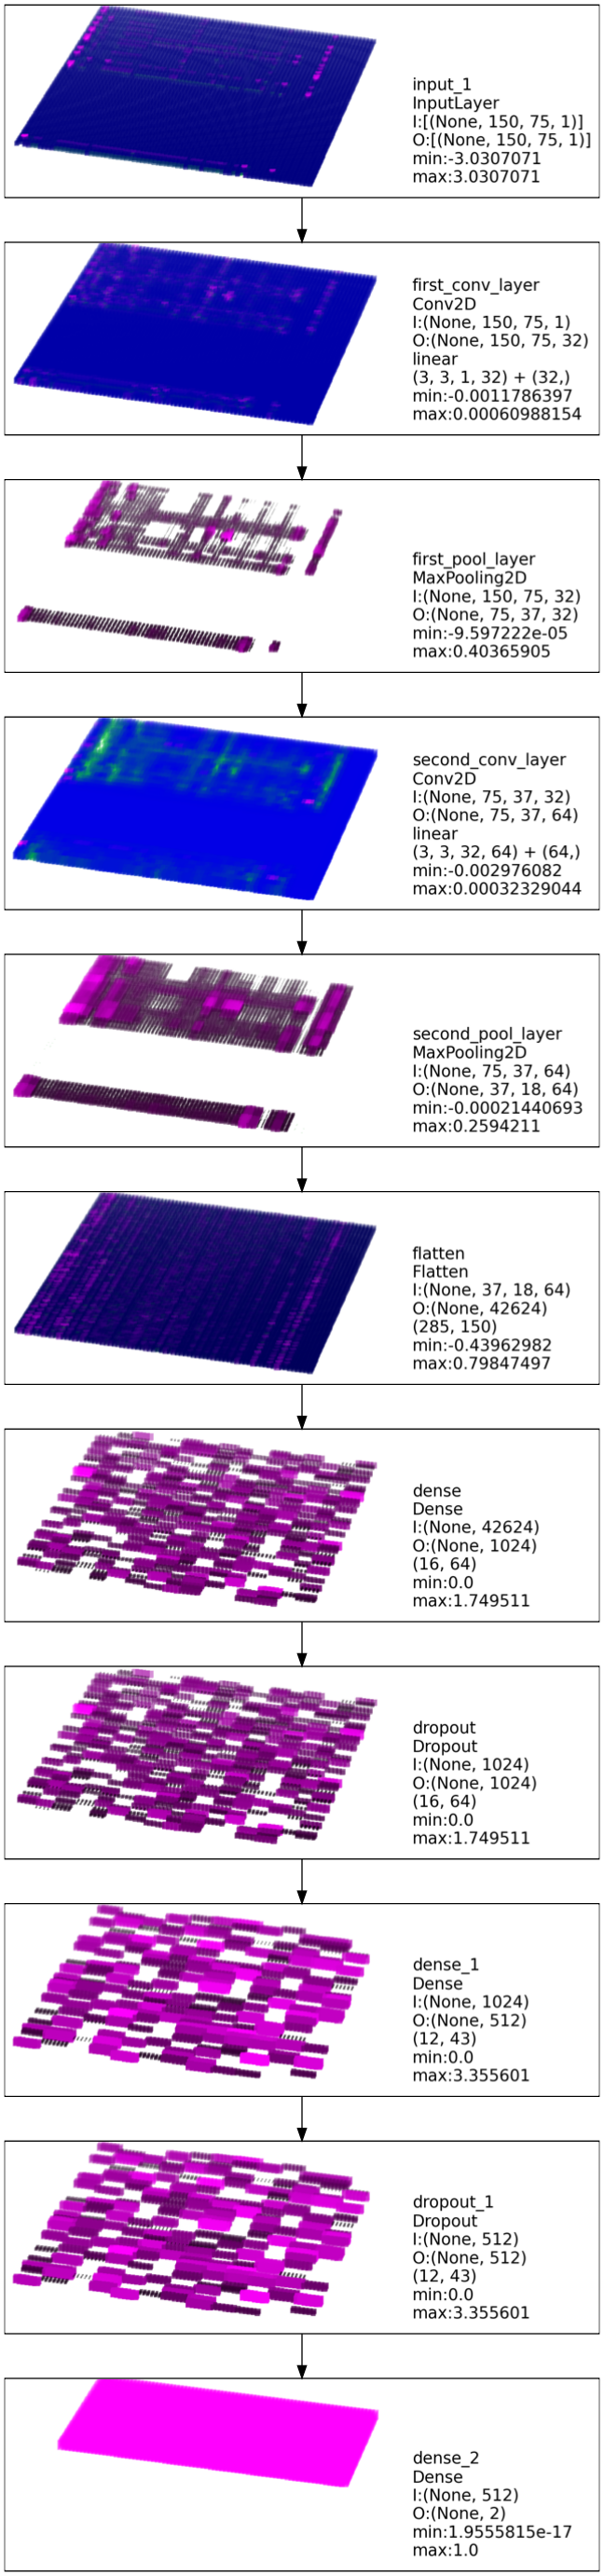 input_1
InputLayer
I:[(None, 150, 75, 1)]
O:[(None, 150, 75, 1)]
min:-3.0307071
max:3.0307071
first_conv_layer
Conv2D
I:(None, 150, 75, 1)
O:(None, 150, 75, 32)
linear
(3, 3, 1, 32) + (32,)
min:-0.0011786397
max:0.00060988154
first_pool_layer
MaxPooling2D
I:(None, 150, 75, 32)
O:(None, 75, 37, 32)
min:-9.597222e-05
max:0.40365905
second_conv_layer
Conv2D
I:(None, 75, 37, 32)
O:(None, 75, 37, 64)
linear
(3, 3, 32, 64) + (64,)
min:-0.002976082
max:0.00032329044
second_pool_layer
MaxPooling2D
I:(None, 75, 37, 64)
O:(None, 37, 18, 64)
min:-0.00021440693
max:0.2594211
flatten
Flatten
I:(None, 37, 18, 64)
O:(None, 42624)
(285, 150)
min:-0.43962982
max:0.79847497
dense
Dense
I:(None, 42624)
O:(None, 1024)
(16, 64)
min:0.0
max:1.749511
dropout
Dropout
I:(None, 1024)
O:(None, 1024)
(16, 64)
min:0.0
max:1.749511
dense_1
Dense
I:(None, 1024)
O:(None, 512)
(12, 43)
min:0.0
max:3.355601
dropout_1
Dropout
I:(None, 512)
O:(None, 512)
(12, 43)
min:0.0
max:3.355601
dense_2
Dense
I:(None, 512)
O:(None, 2)
min:1.9555815e-17
max:1.0